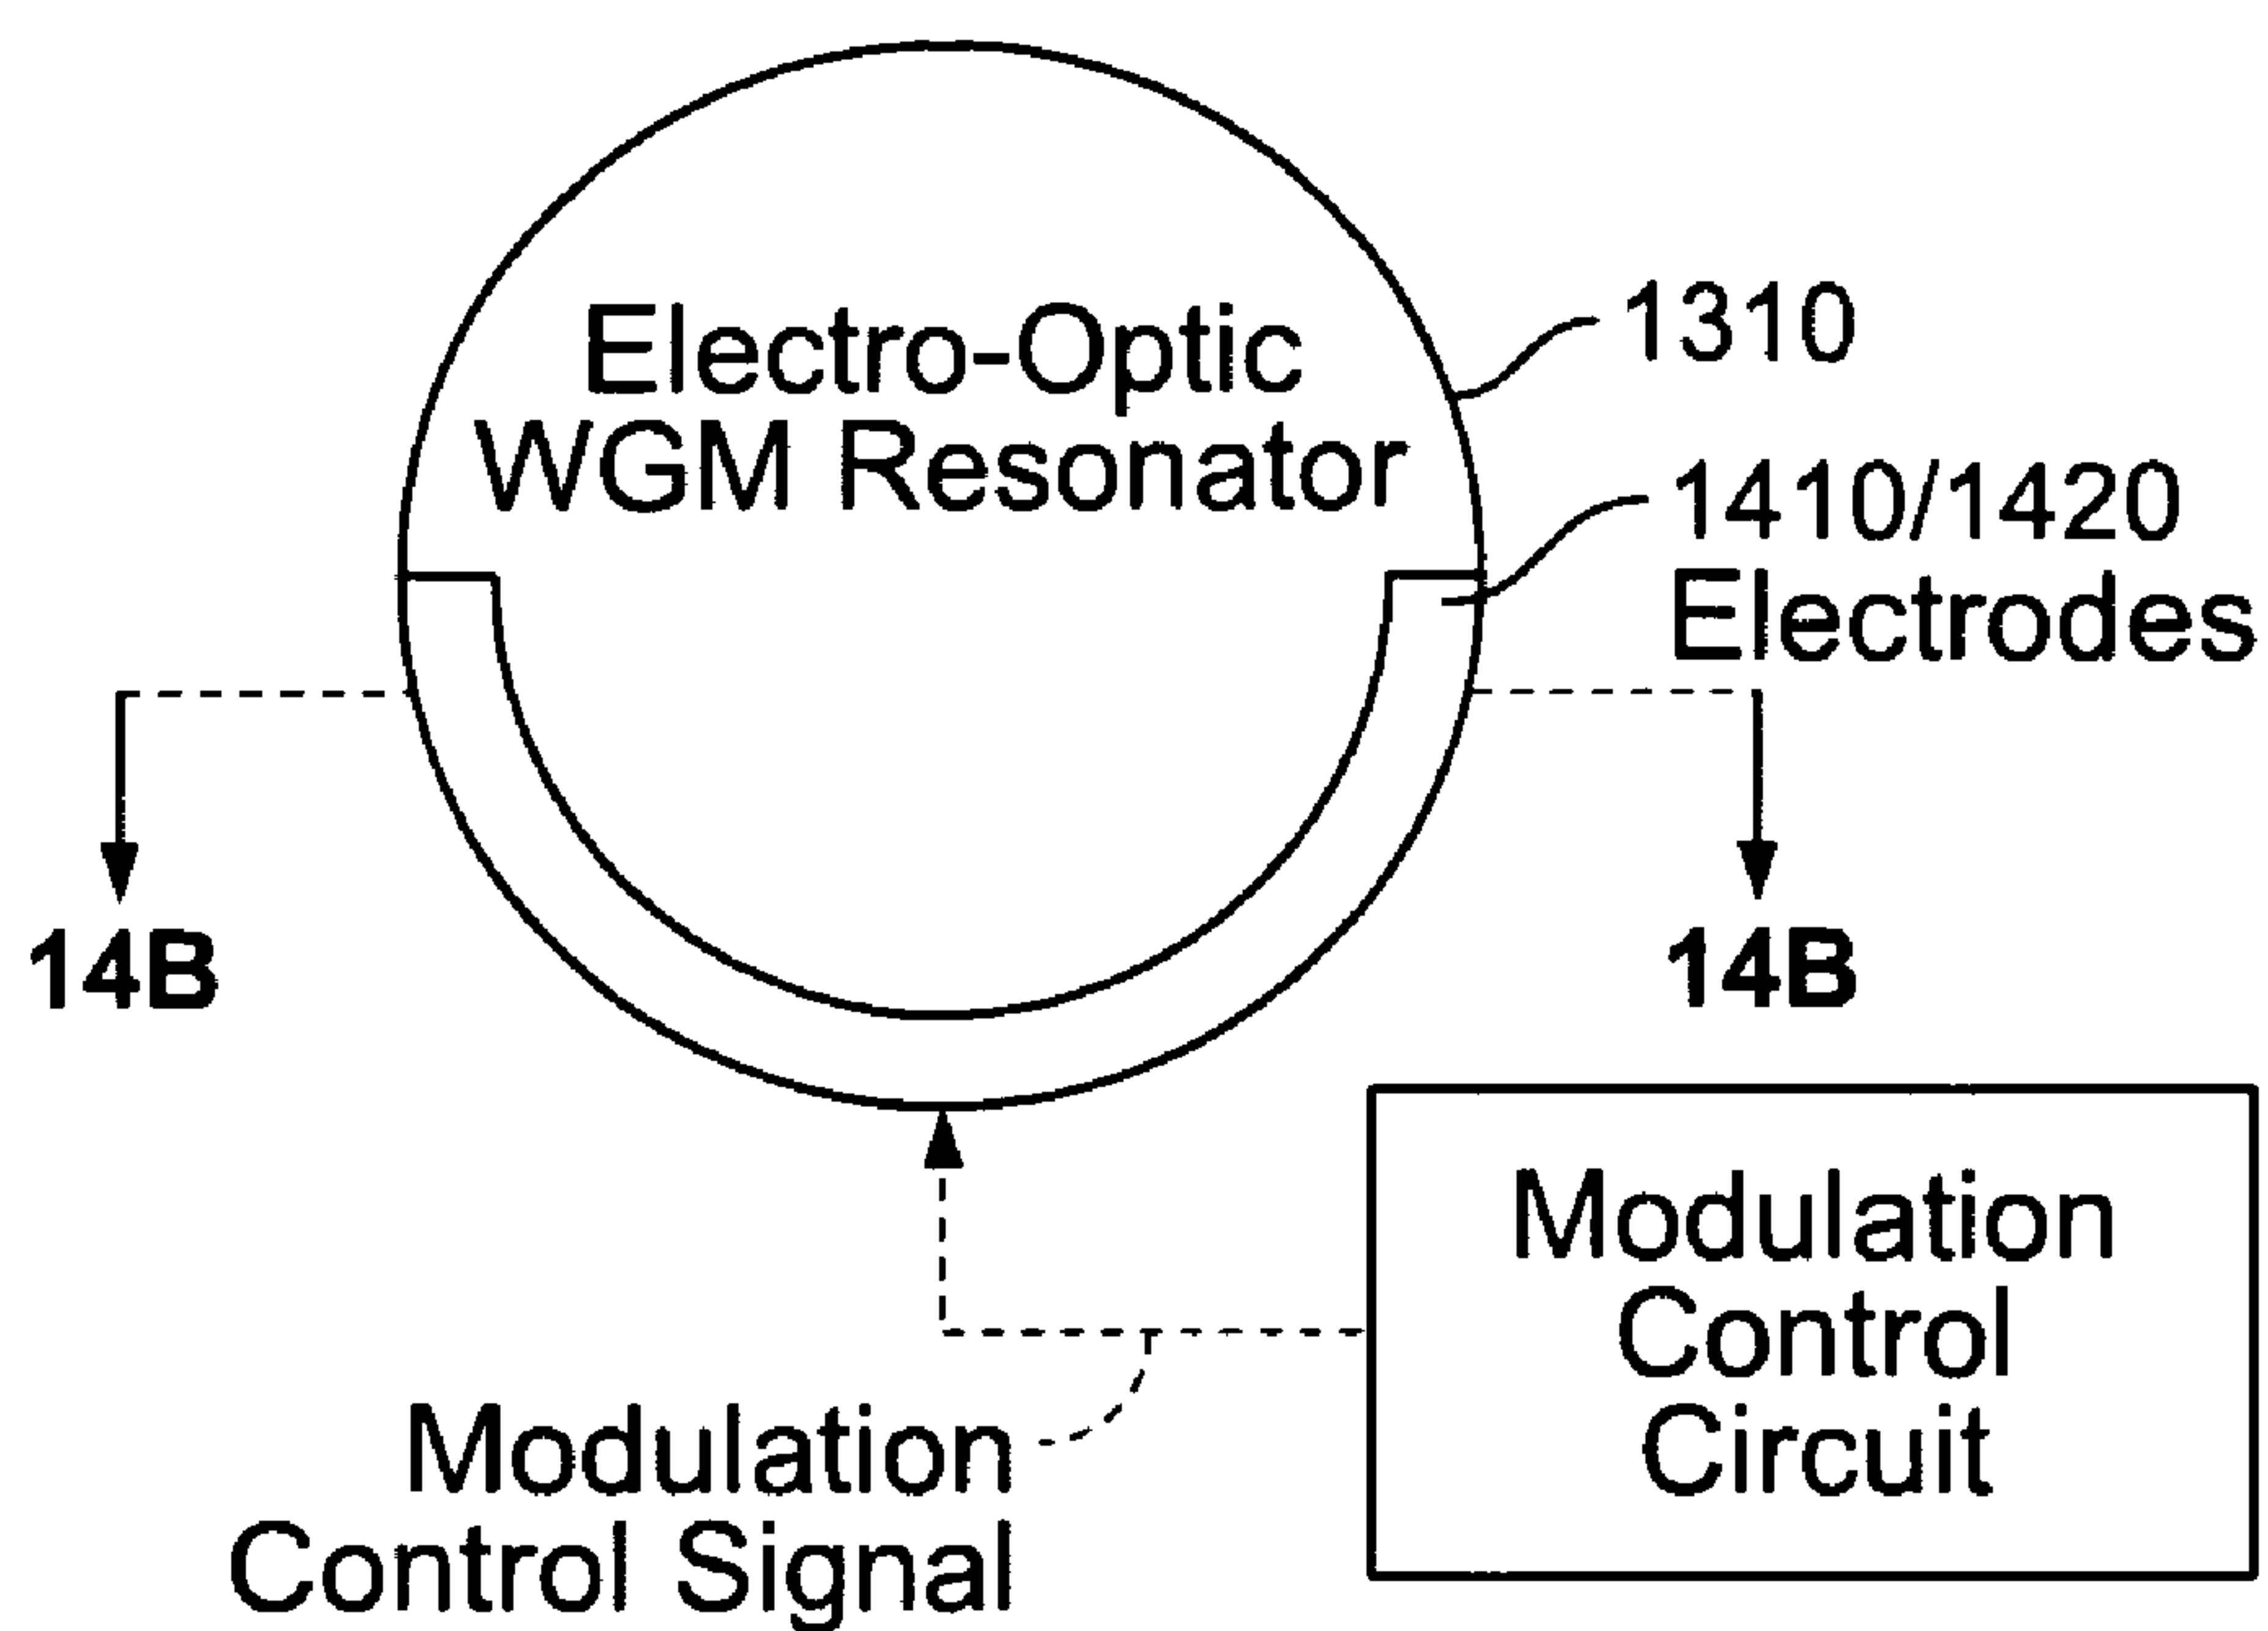 Electro-Optic
WGM Resonator
1310
1410/1420
Electrodes
14B
14B
Modulation
Control
Circuit
Modulation
Control Signal